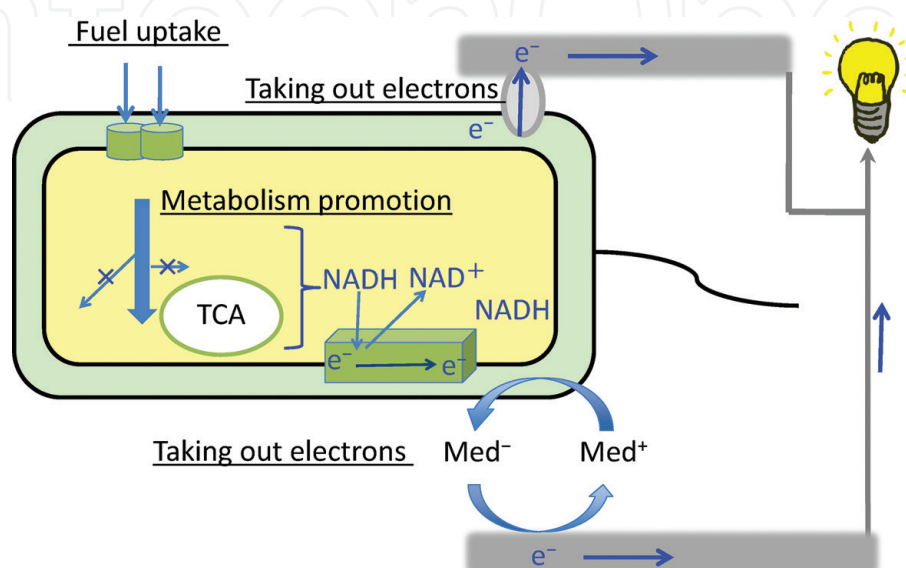 Fuel uptake
e⁻
Taking out electrons
e⁻
Metabolism promotion
NADH NAD⁺
NADH
TCA
e⁻ e⁻
Taking out electrons Med⁻ Med⁺
e⁻